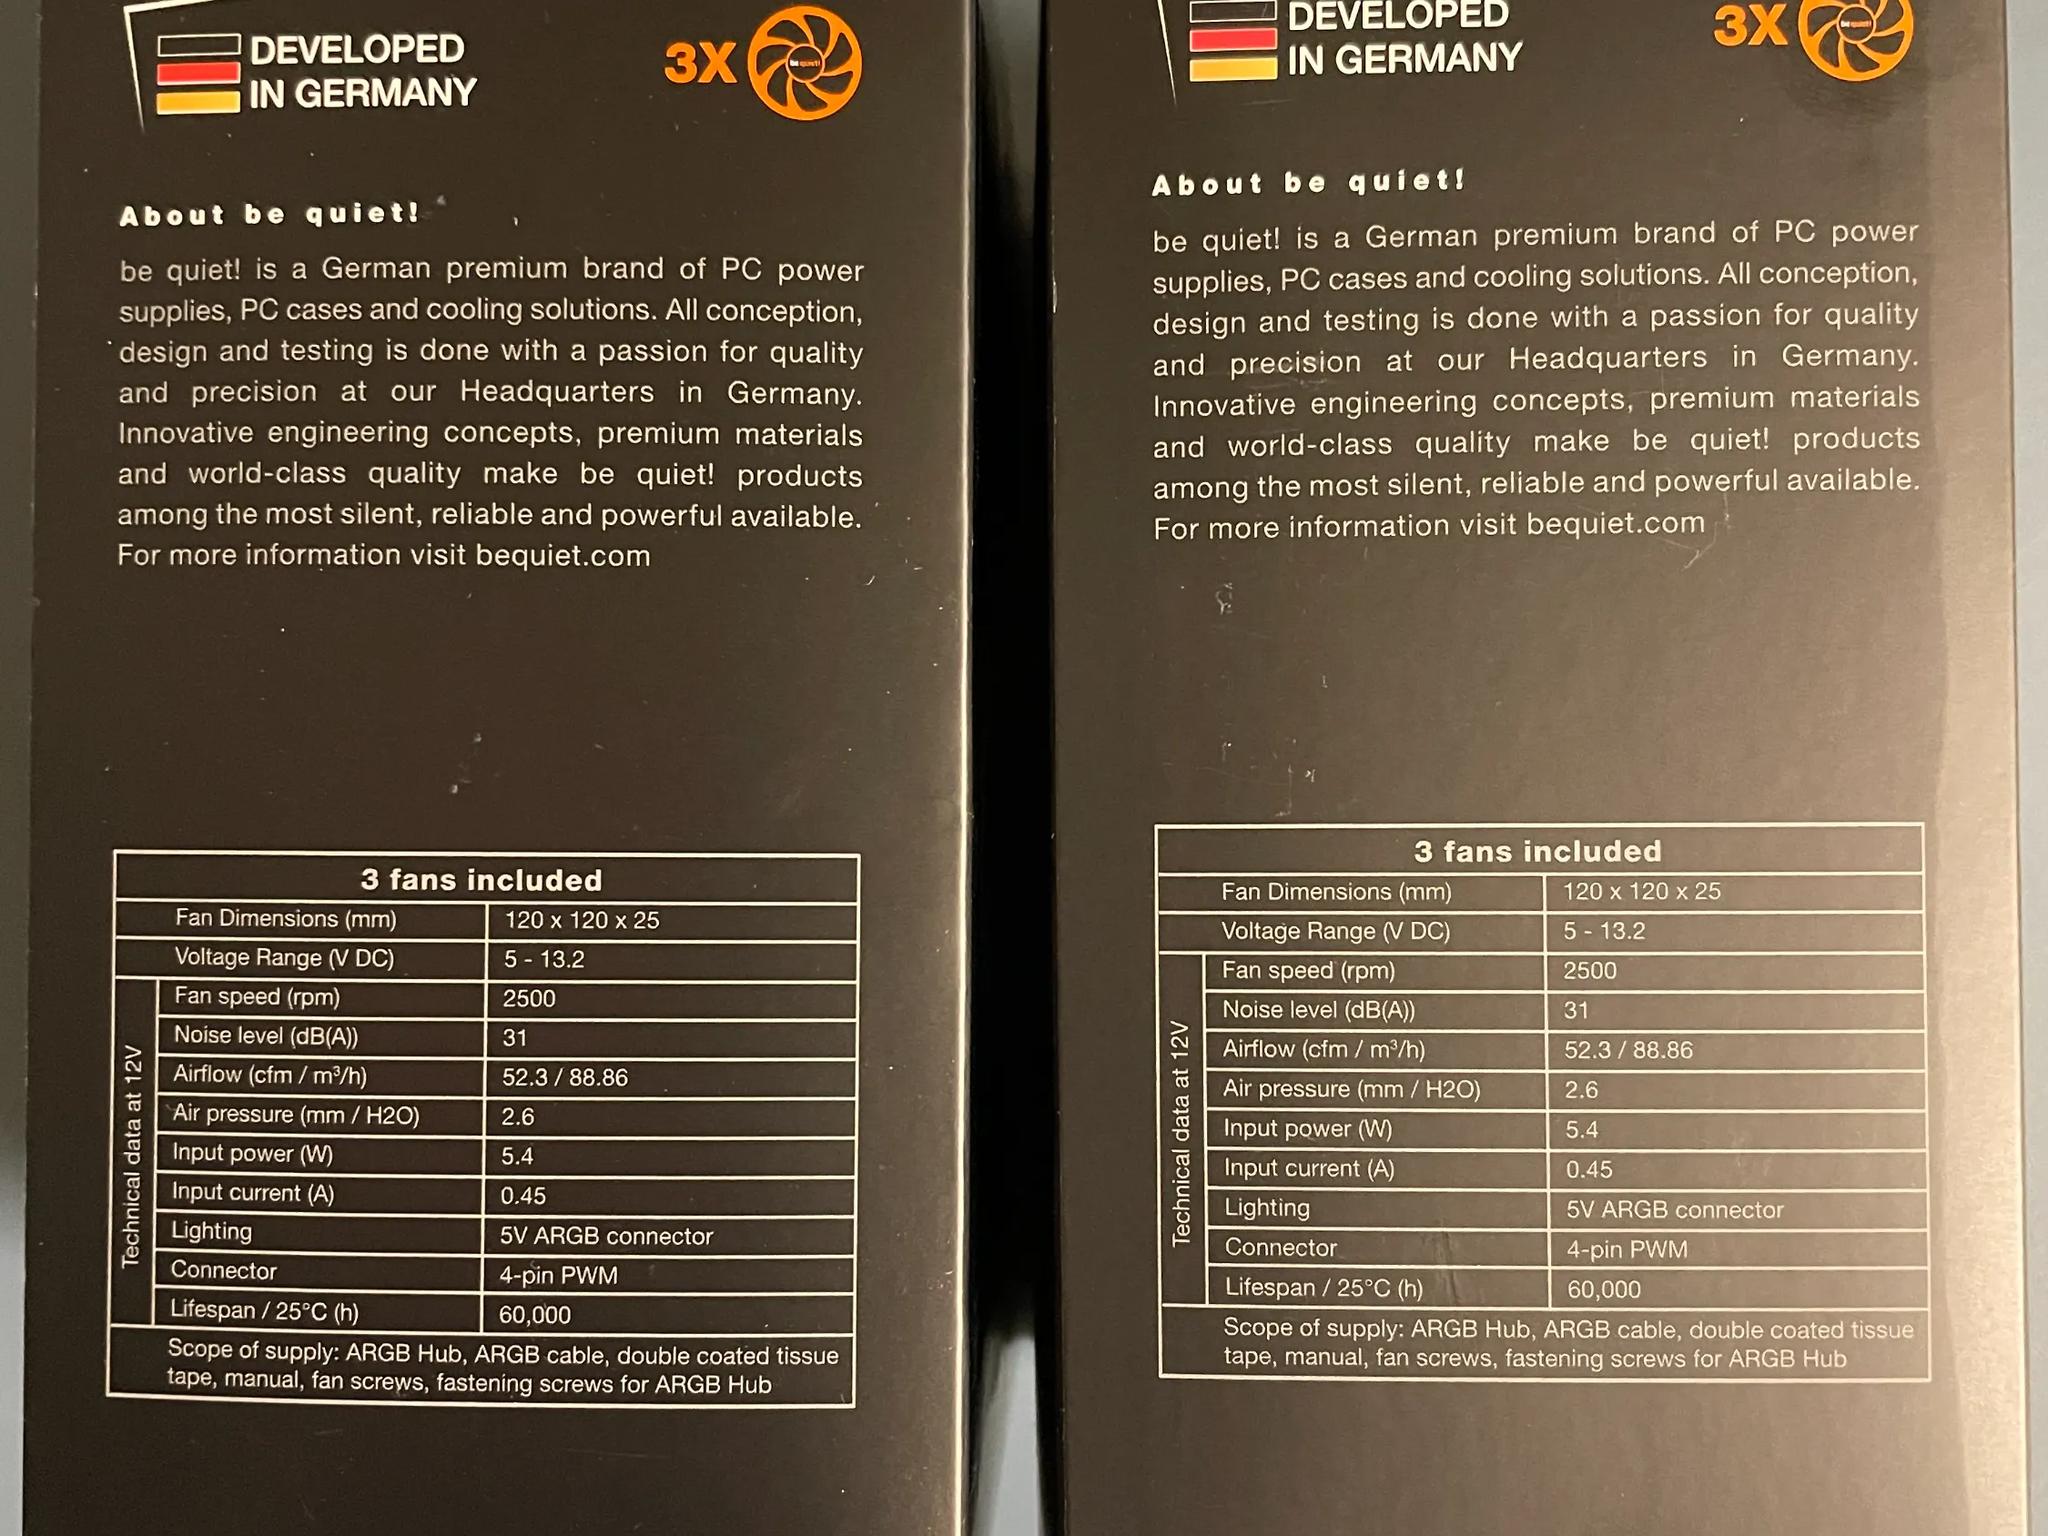 DEVELOPED
IN GERMANY
3X
be quiet!
About be quiet!
be quiet! is a German premium brand of PC power
supplies, PC cases and cooling solutions. All conception,
design and testing is done with a passion for quality
and precision at our Headquarters in Germany.
Innovative engineering concepts, premium materials
and world-class quality make be quiet! products
among the most silent, reliable and powerful available.
For more information visit bequiet.com
3 fans included
Fan Dimensions (mm) 120 x 120 x 25
Voltage Range (V DC) 5 - 13.2
Technical data at 12V
Fan speed (rpm) 2500
Noise level (dB(A)) 31
Airflow (cfm / m³/h) 52.3 / 88.86
Air pressure (mm / H2O) 2.6
Input power (W) 5.4
Input current (A) 0.45
Lighting 5V ARGB connector
Connector 4-pin PWM
Lifespan / 25°C (h) 60,000
Scope of supply: ARGB Hub, ARGB cable, double coated tissue
tape, manual, fan screws, fastening screws for ARGB Hub
DEVELOPED
IN GERMANY
3X
be quiet!
About be quiet!
be quiet! is a German premium brand of PC power
supplies, PC cases and cooling solutions. All conception,
design and testing is done with a passion for quality
and precision at our Headquarters in Germany.
Innovative engineering concepts, premium materials
and world-class quality make be quiet! products
among the most silent, reliable and powerful available.
For more information visit bequiet.com
3 fans included
Fan Dimensions (mm) 120 x 120 x 25
Voltage Range (V DC) 5 - 13.2
Technical data at 12V
Fan speed (rpm) 2500
Noise level (dB(A)) 31
Airflow (cfm / m³/h) 52.3 / 88.86
Air pressure (mm / H2O) 2.6
Input power (W) 5.4
Input current (A) 0.45
Lighting 5V ARGB connector
Connector 4-pin PWM
Lifespan / 25°C (h) 60,000
Scope of supply: ARGB Hub, ARGB cable, double coated tissue
tape, manual, fan screws, fastening screws for ARGB Hub